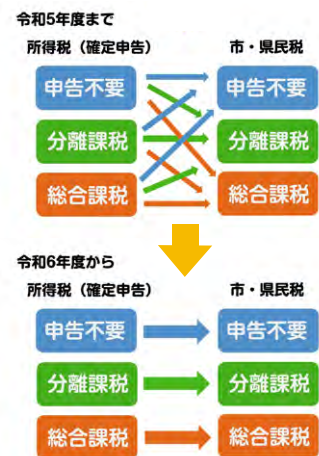 令和5年度まで
所得税（確定申告） 市・県民税
申告不要 申告不要
分離課税 分離課税
総合課税 総合課税
令和6年度から
所得税（確定申告） 市・県民税
申告不要 申告不要
分離課税 分離課税
総合課税 総合課税